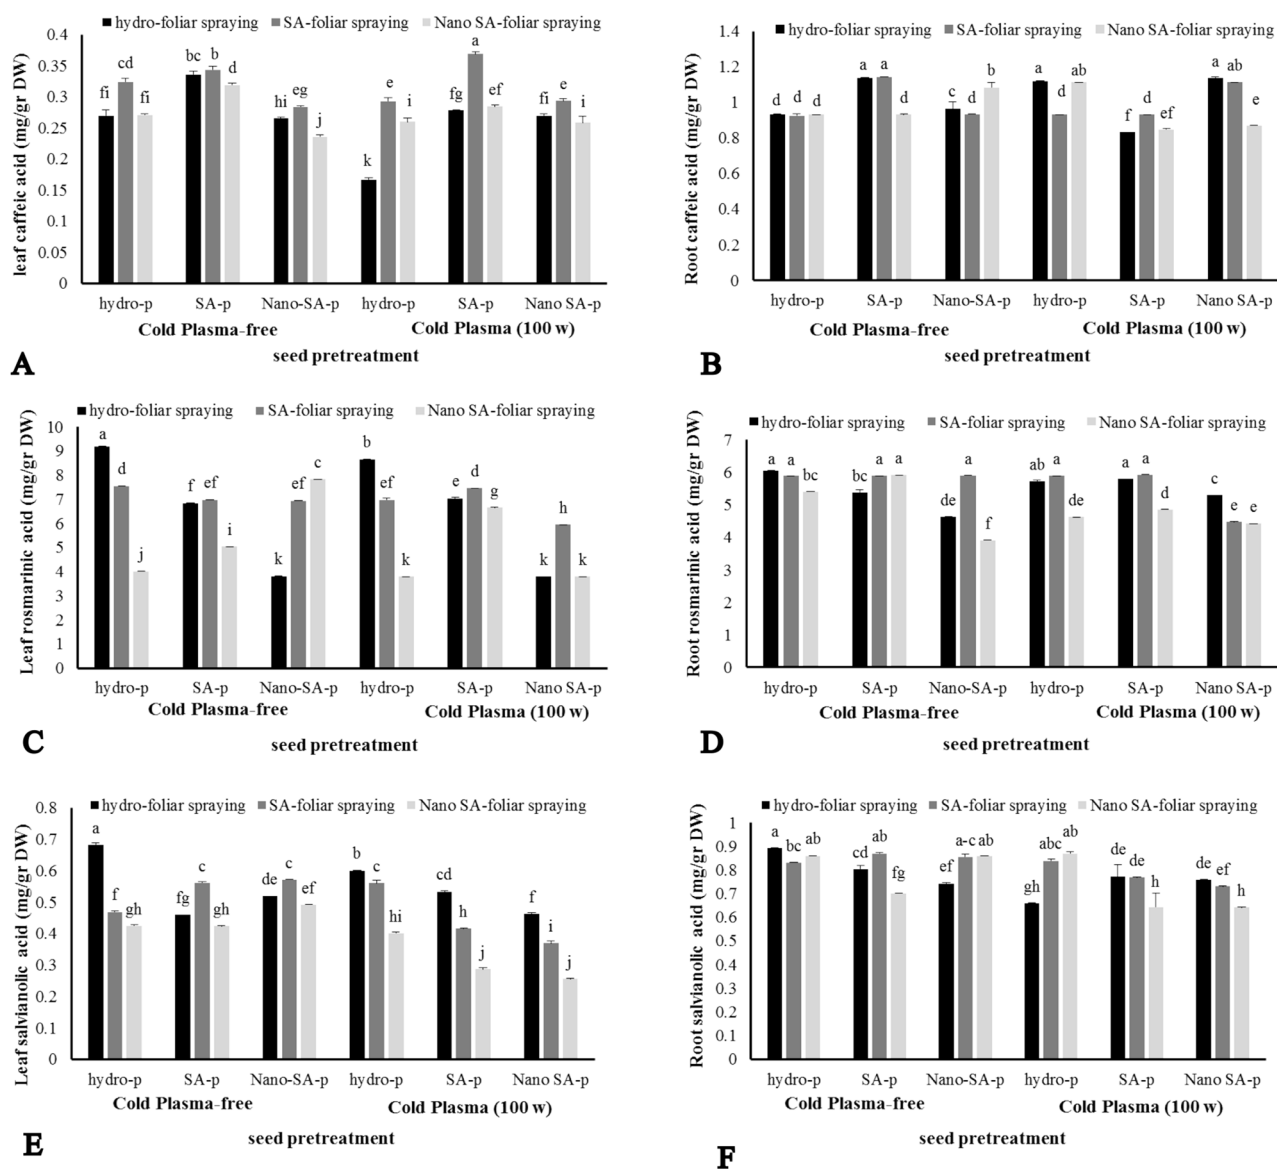 hydro-foliar spraying SA-foliar spraying Nano SA-foliar spraying
leaf caffeic acid (mg/gr DW)
0.4
0.35
0.3
0.25
0.2
0.15
0.1
0.05
0
fi cd fi bc b d hi eg j k e i fg a ef fi e i
hydro-p SA-p Nano-SA-p hydro-p SA-p Nano SA-p
Cold Plasma-free Cold Plasma (100 w)
seed pretreatment
A
hydro-foliar spraying SA-foliar spraying Nano SA-foliar spraying
Root caffeic acid (mg/gr DW)
1.4
1.2
1
0.8
0.6
0.4
0.2
0
d d d a a d c d b a d ab f d ef a ab e
hydro-p SA-p Nano-SA-p hydro-p SA-p Nano SA-p
Cold Plasma-free Cold Plasma (100 w)
seed pretreatment
B
hydro-foliar spraying SA-foliar spraying Nano SA-foliar spraying
Leaf rosmarinic acid (mg/gr DW)
10
9
8
7
6
5
4
3
2
1
0
a d j f ef i k ef c b ef k e d g k h k
hydro-p SA-p Nano-SA-p hydro-p SA-p Nano SA-p
Cold Plasma-free Cold Plasma (100 w)
seed pretreatment
C
hydro-foliar spraying SA-foliar spraying Nano SA-foliar spraying
Root rosmarinic acid (mg/gr DW)
7
6
5
4
3
2
1
0
a a bc bc a a de a f ab a de a a d c e e
hydro-p SA-p Nano-SA-p hydro-p SA-p Nano SA-p
Cold Plasma-free Cold Plasma (100 w)
seed pretreatment
D
hydro-foliar spraying SA-foliar spraying Nano SA-foliar spraying
Leaf salvianolic acid (mg/gr DW)
0.8
0.7
0.6
0.5
0.4
0.3
0.2
0.1
0
a f gh fg c gh de c ef b c hi cd h j f i j
hydro-p SA-p Nano-SA-p hydro-p SA-p Nano SA-p
Cold Plasma-free Cold Plasma (100 w)
seed pretreatment
E
hydro-foliar spraying SA-foliar spraying Nano SA-foliar spraying
Root salvianolic acid (mg/gr DW)
1
0.9
0.8
0.7
0.6
0.5
0.4
0.3
0.2
0.1
0
a bc ab cd ab fg ef a-c ab gh abc ab de de h de ef h
hydro-p SA-p Nano-SA-p hydro-p SA-p Nano SA-p
Cold Plasma-free Cold Plasma (100 w)
seed pretreatment
F